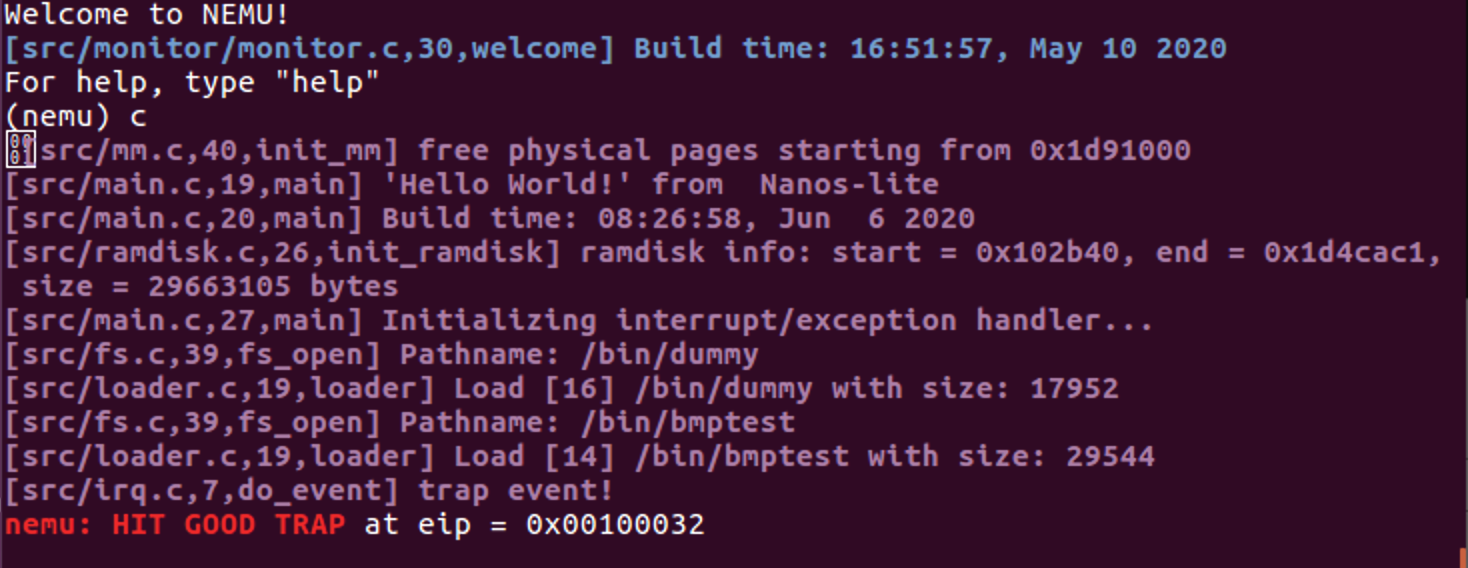 Welcome to NEMU!
[src/monitor/monitor.c,30,welcome] Build time: 16:51:57, May 10 2020
For help, type "help"
(nemu) c
[src/mm.c,40,init_mm] free physical pages starting from 0x1d91000
[src/main.c,19,main] 'Hello World!' from  Nanos-lite
[src/main.c,20,main] Build time: 08:26:58, Jun  6 2020
[src/ramdisk.c,26,init_ramdisk] ramdisk info: start = 0x102b40, end = 0x1d4cac1,
 size = 29663105 bytes
[src/main.c,27,main] Initializing interrupt/exception handler...
[src/fs.c,39,fs_open] Pathname: /bin/dummy
[src/loader.c,19,loader] Load [16] /bin/dummy with size: 17952
[src/fs.c,39,fs_open] Pathname: /bin/bmptest
[src/loader.c,19,loader] Load [14] /bin/bmptest with size: 29544
[src/irq.c,7,do_event] trap event!
nemu: HIT GOOD TRAP at eip = 0x00100032